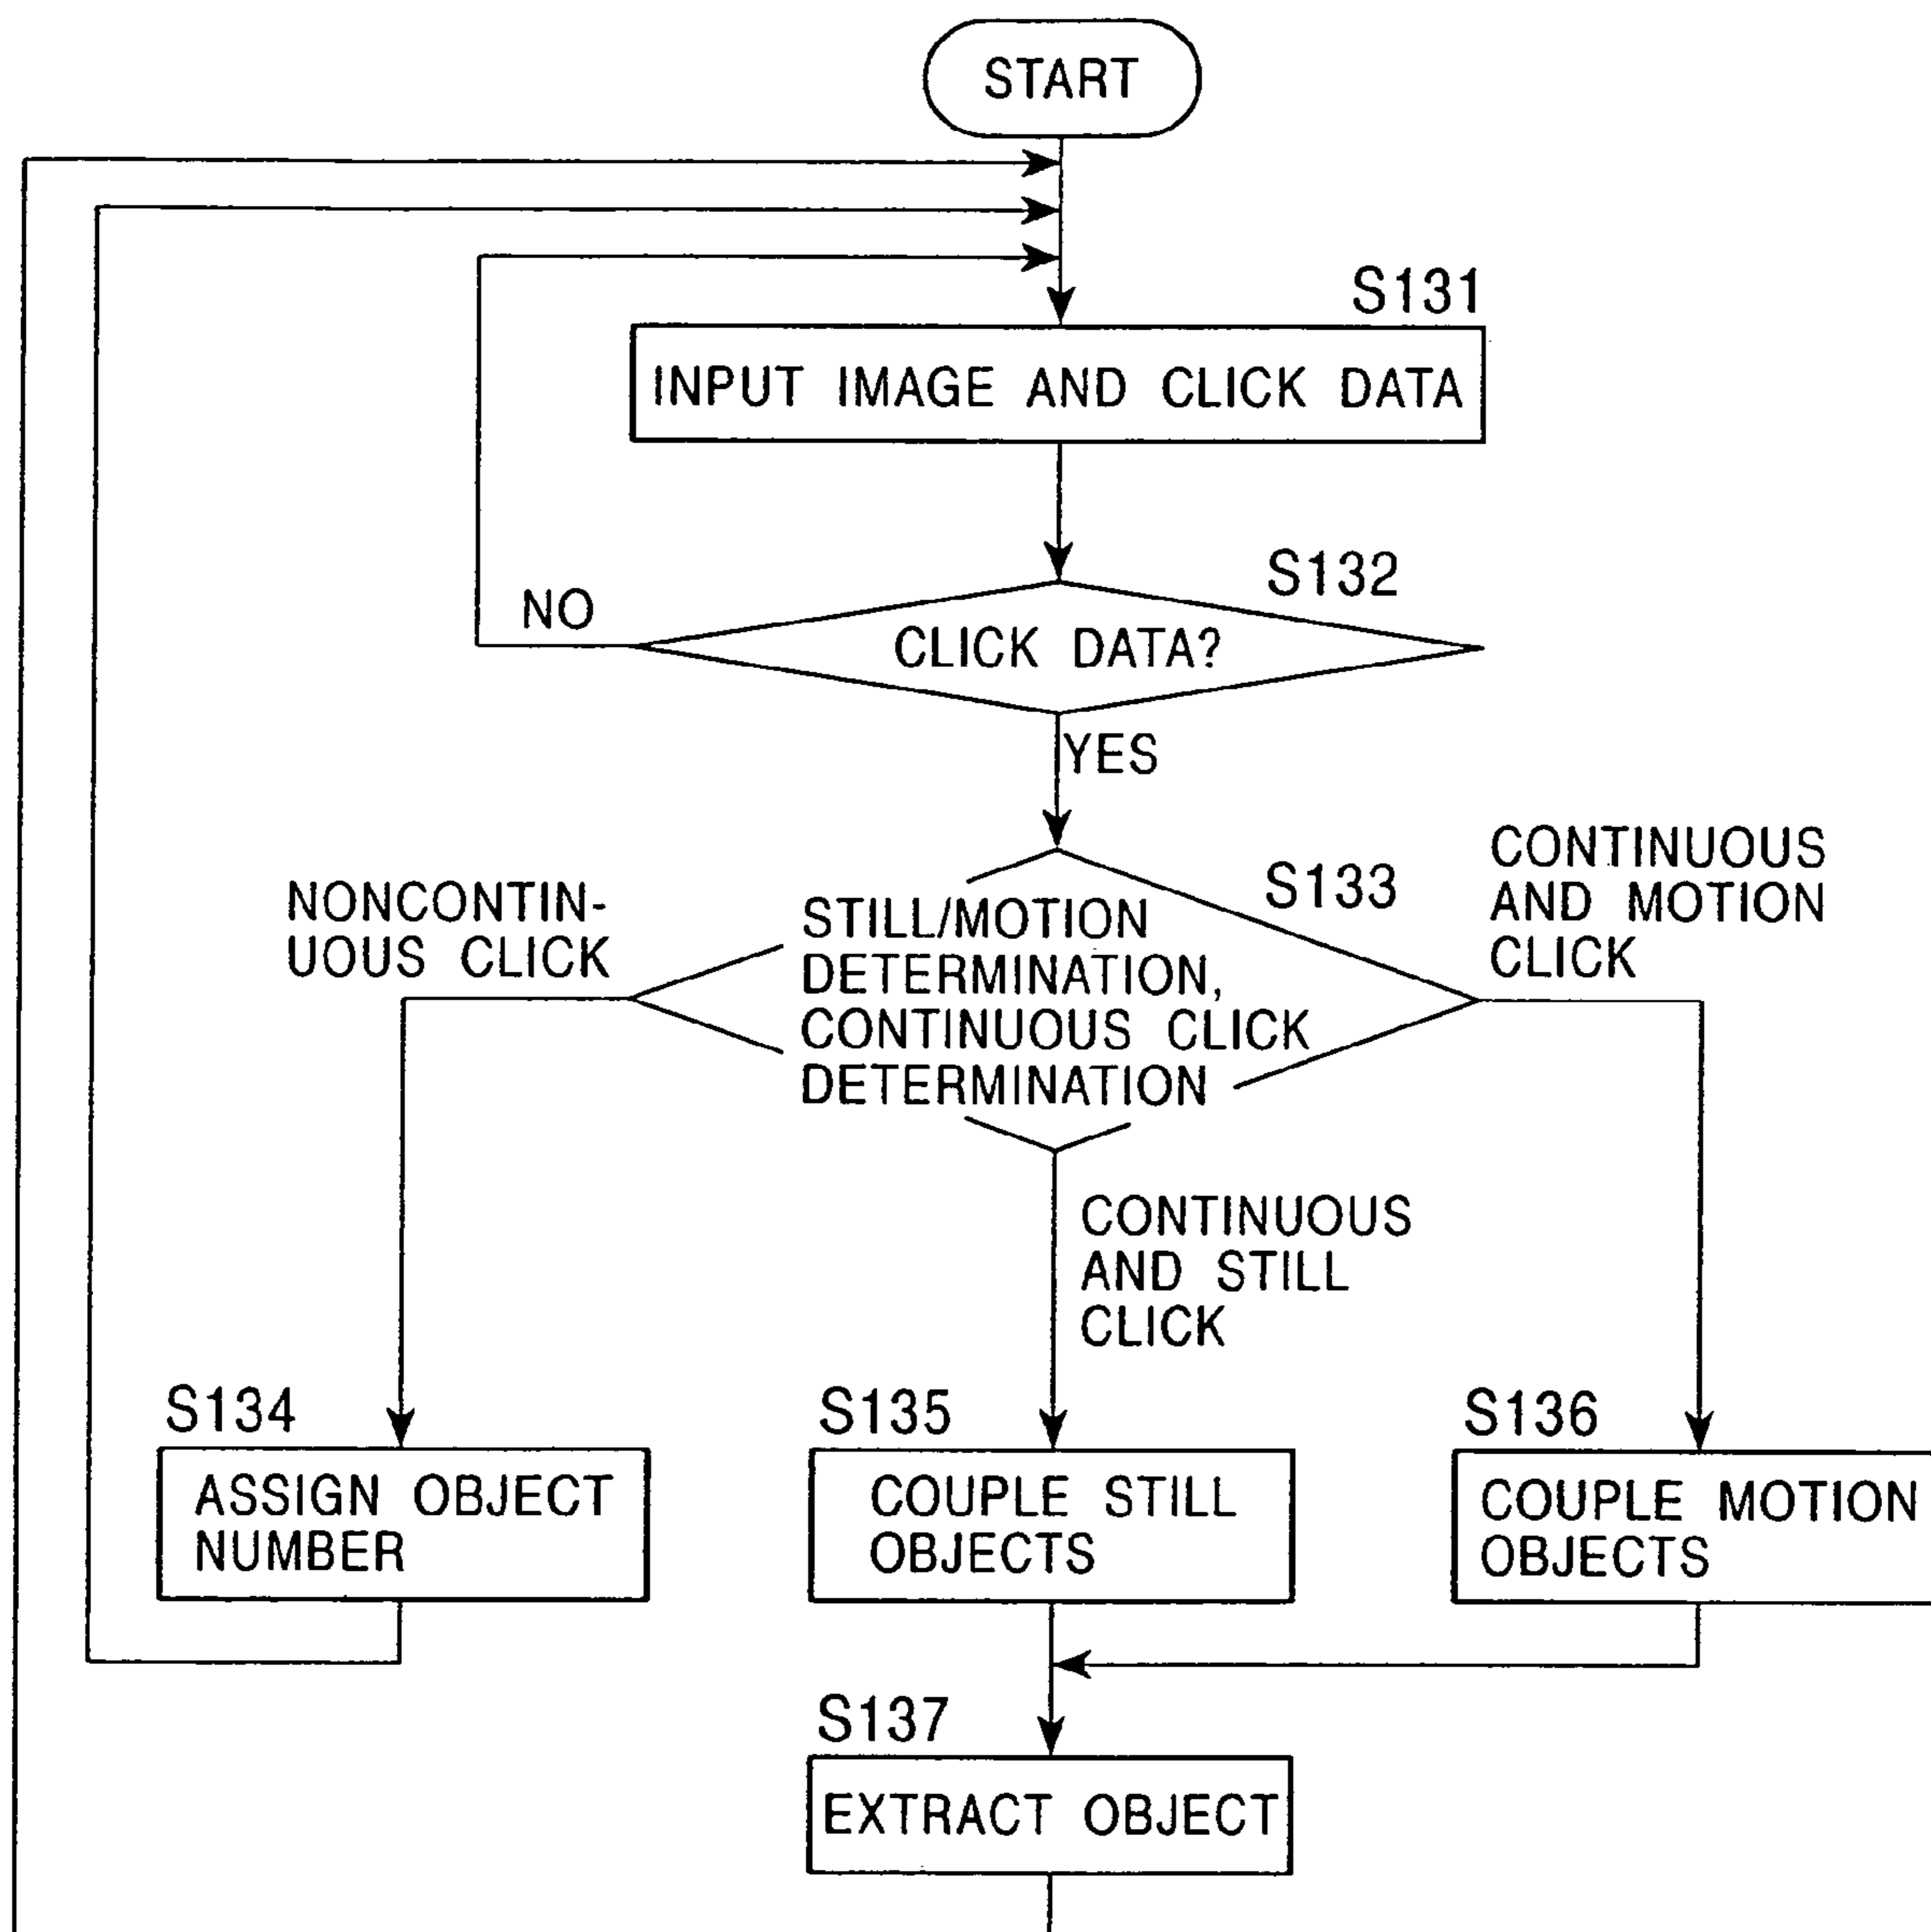 START
S131
INPUT IMAGE AND CLICK DATA
S132
NO
CLICK DATA?
YES
S133
NONCONTIN-
UOUS CLICK
STILL/MOTION
DETERMINATION,
CONTINUOUS CLICK
DETERMINATION
CONTINUOUS
AND MOTION
CLICK
CONTINUOUS
AND STILL
CLICK
S134
ASSIGN OBJECT
NUMBER
S135
COUPLE STILL
OBJECTS
S136
COUPLE MOTION
OBJECTS
S137
EXTRACT OBJECT